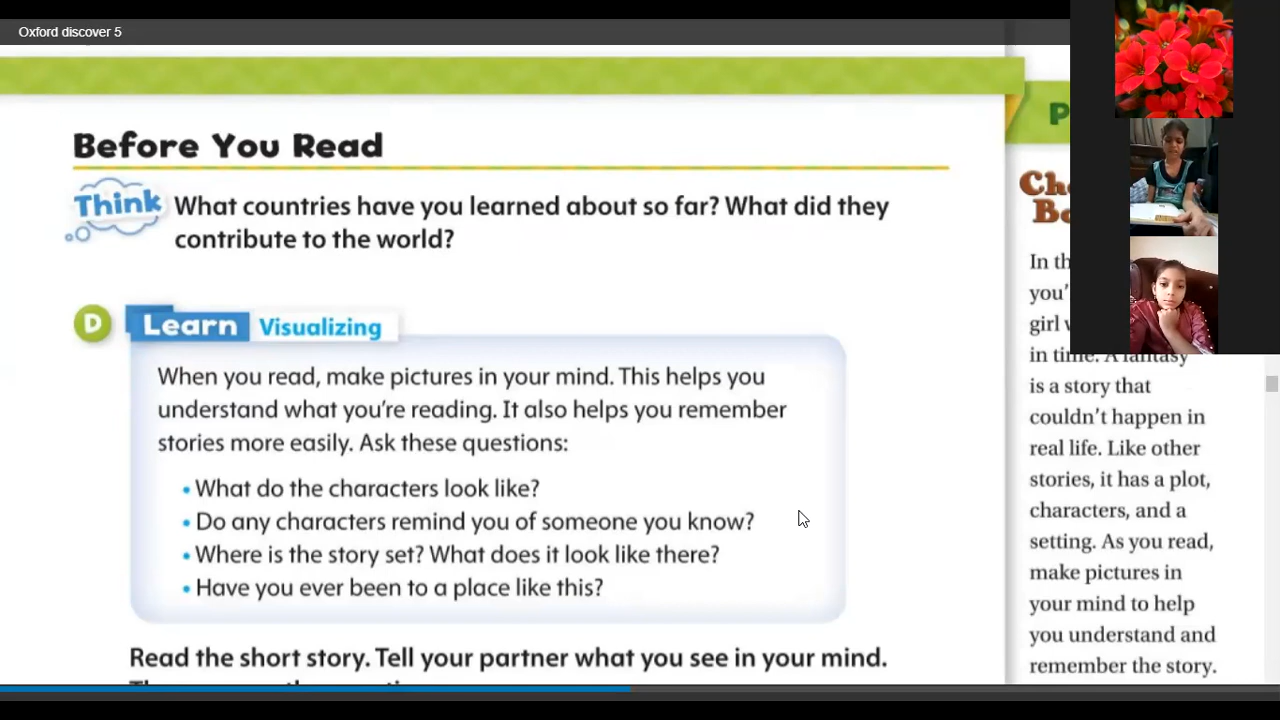 Oxford discover 5
Before You Read
Think
What countries have you learned about so far? What did they
contribute to the world?
D
Learn Visualizing
When you read, make pictures in your mind. This helps you
understand what you're reading. It also helps you remember
stories more easily. Ask these questions:
• What do the characters look like?
• Do any characters remind you of someone you know?
• Where is the story set? What does it look like there?
• Have you ever been to a place like this?
Read the short story. Tell your partner what you see in your mind.
P
Ch
Bo
In th
you'
girl
in time. A fantasy
is a story that
couldn't happen in
real life. Like other
stories, it has a plot,
characters, and a
setting. As you read,
make pictures in
your mind to help
you understand and
remember the story.